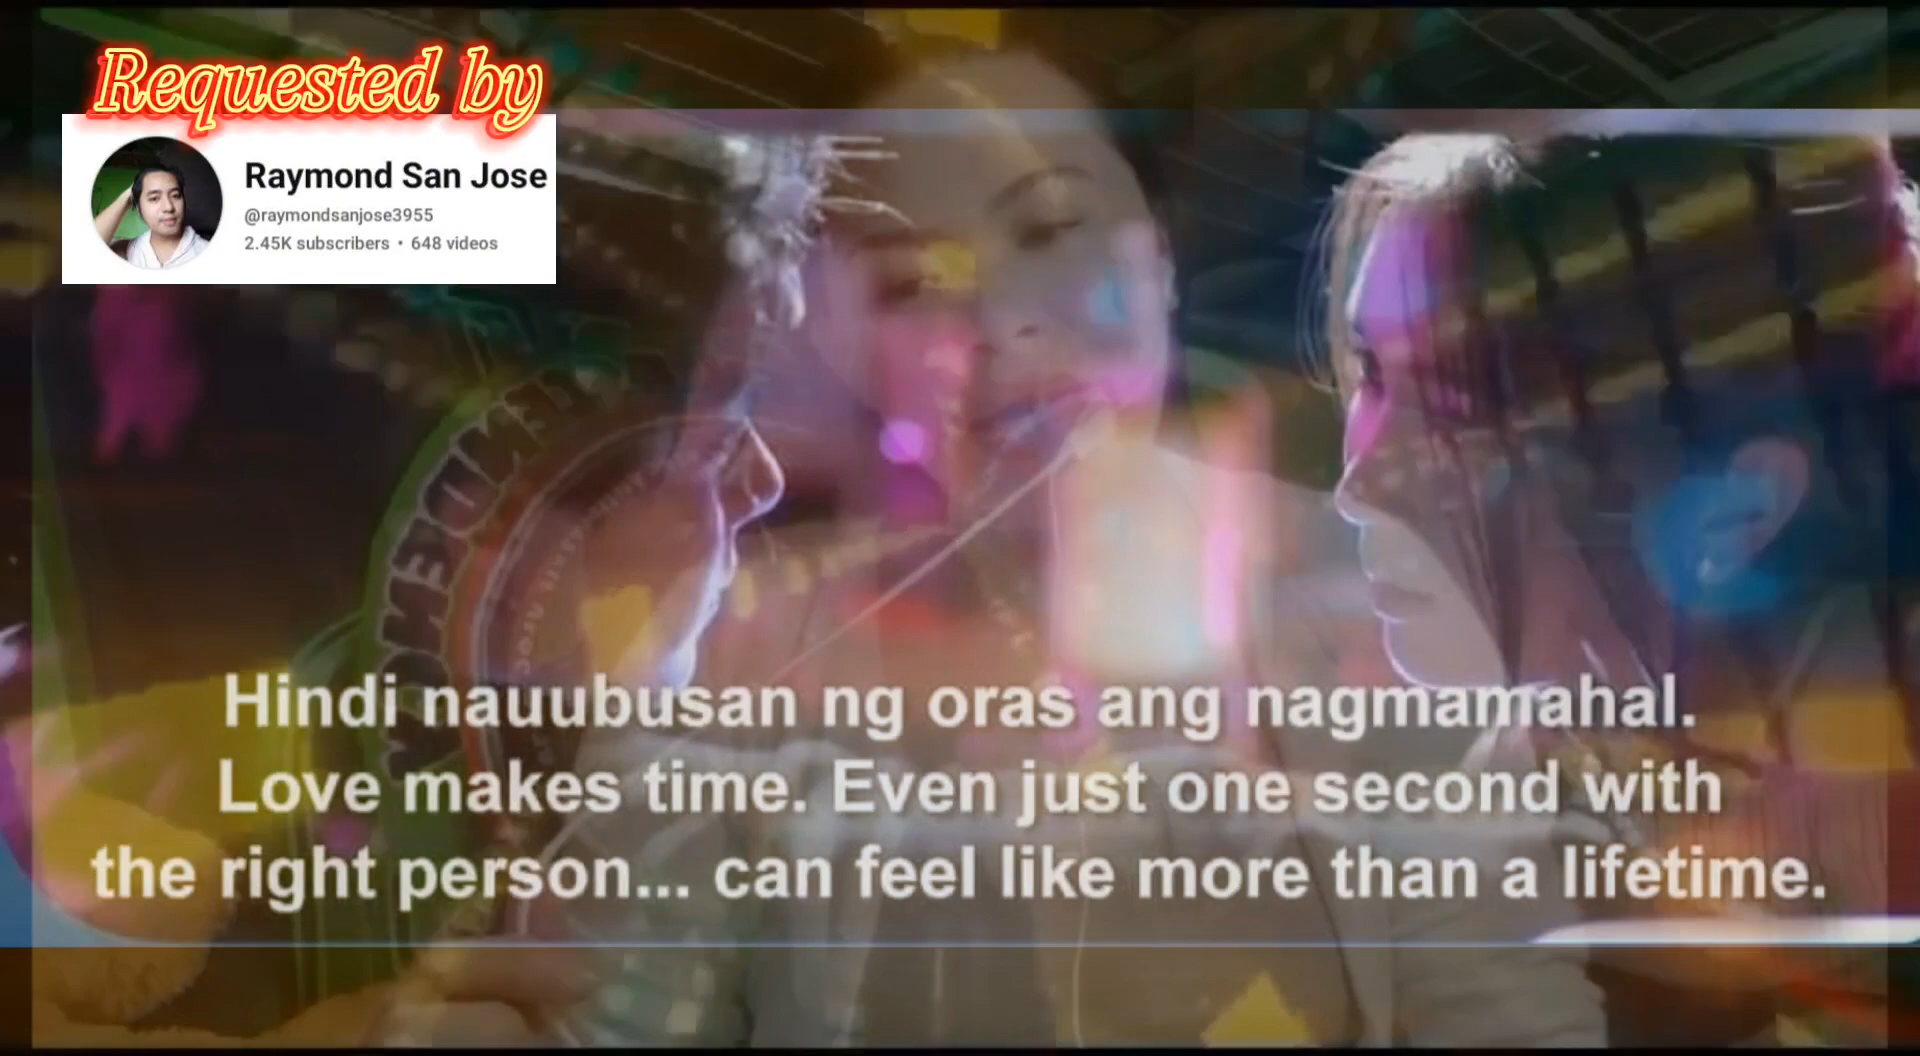 Requested by
Raymond San Jose
@raymondsanjose3955
2.45K subscribers • 648 videos
Hindi nauubusan ng oras ang nagmamahal.
Love makes time. Even just one second with
the right person... can feel like more than a lifetime.